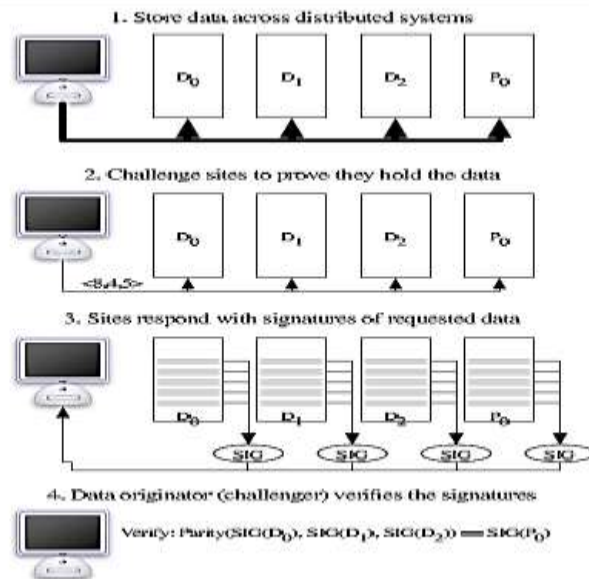 1. Store data across distributed systems
D₀ D₁ D₂ P₀
2. Challenge sites to prove they hold the data
D₀ D₁ D₂ P₀
<8,4,5>
3. Sites respond with signatures of requested data
D₀ D₁ D₂ P₀
SIG SIG SIG SIG
4. Data originator (challenger) verifies the signatures
Verify: Parity(SIG(D₀), SIG(D₁), SIG(D₂)) == SIG(P₀)